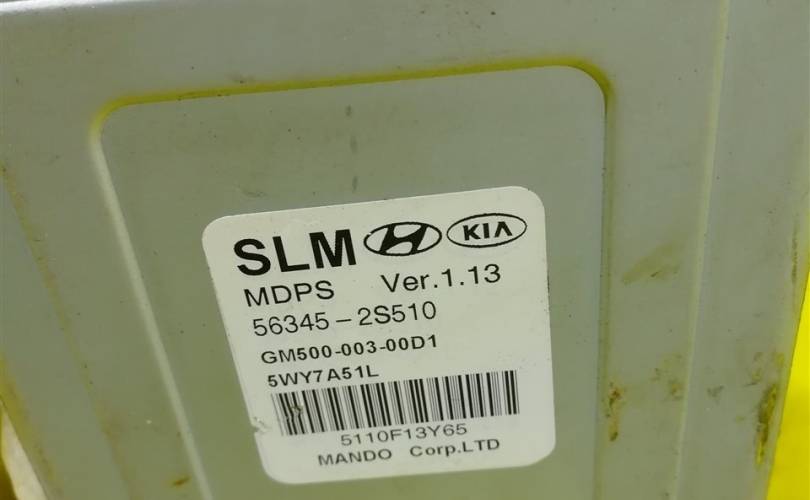 SLM KIA
MDPS Ver.1.13
56345-2S510
GM500-003-00D1
5WY7A51L
5110F13Y65
MANDO Corp.LTD